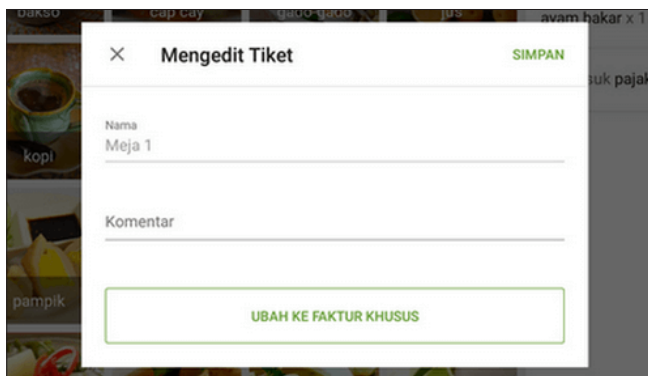 bakso
cap cay
gado-gado
jus
ayam bakar x 1
Mengedit Tiket
SIMPAN
suk pajak
Nama
Meja 1
kopi
Komentar
pampik
UBAH KE FAKTUR KHUSUS